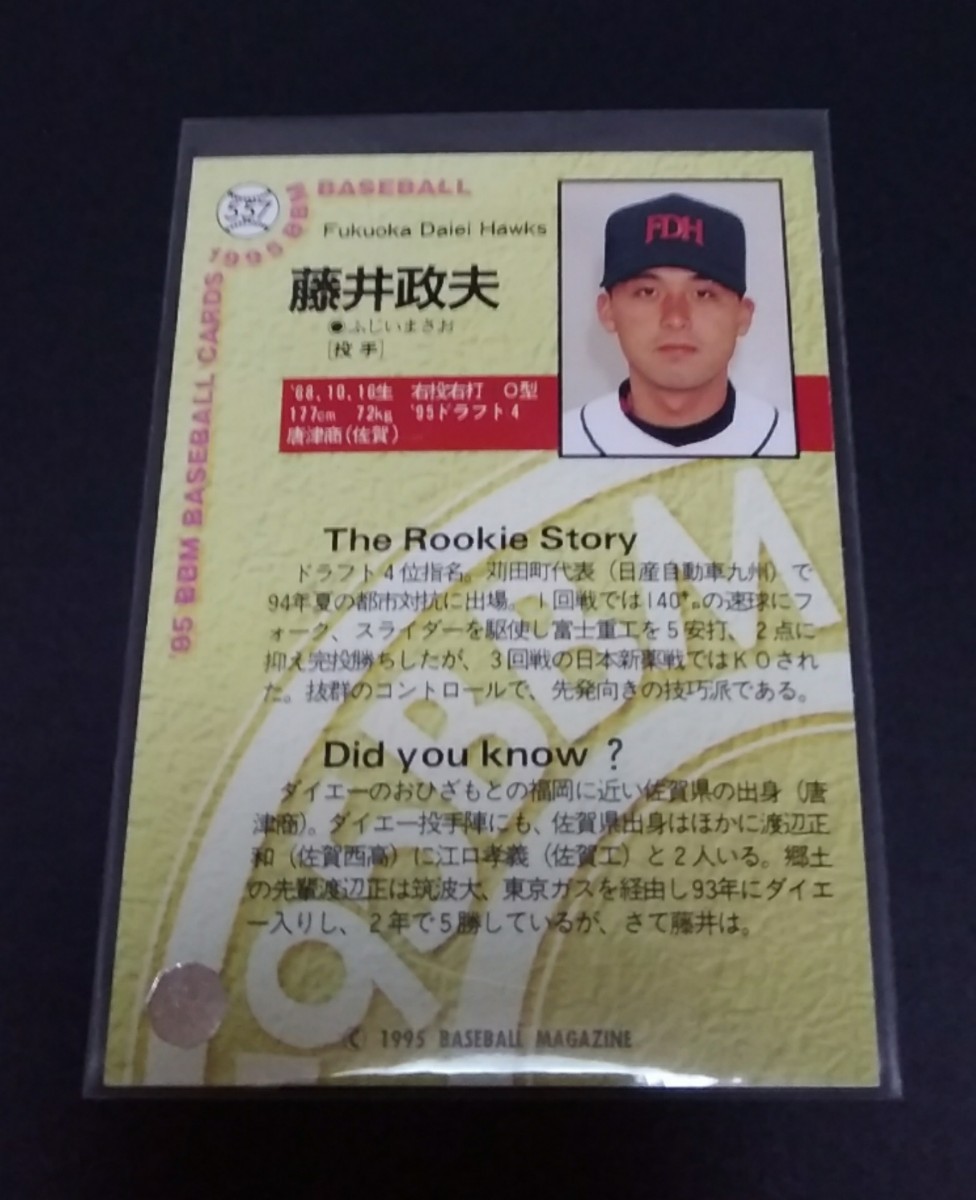 557
1995 BBM BASEBALL
'95 BBM BASEBALL CARDS
Fukuoka Daiei Hawks
FDH
藤井政夫
●ふじいまさお
[投手]
'68.10.16生 右投右打 O型
177cm 72kg '95ドラフト4
唐津商(佐賀)
The Rookie Story
ドラフト4位指名。苅田町代表(日産自動車九州)で
94年夏の都市対抗に出場。1回戦では140㌔の速球にフ
ォーク、スライダーを駆使し富士重工を5安打、2点に
抑え完投勝ちしたが、3回戦の日本新薬戦ではKOされ
た。抜群のコントロールで、先発向きの技巧派である。
Did you know ?
ダイエーのおひざもとの福岡に近い佐賀県の出身(唐
津商)。ダイエー投手陣にも、佐賀県出身はほかに渡辺正
和(佐賀西高)に江口孝義(佐賀工)と2人いる。郷土
の先輩渡辺正は筑波大、東京ガスを経由し93年にダイエ
ー入りし、2年で5勝しているが、さて藤井は。
1995 BBM
© 1995 BASEBALL MAGAZINE